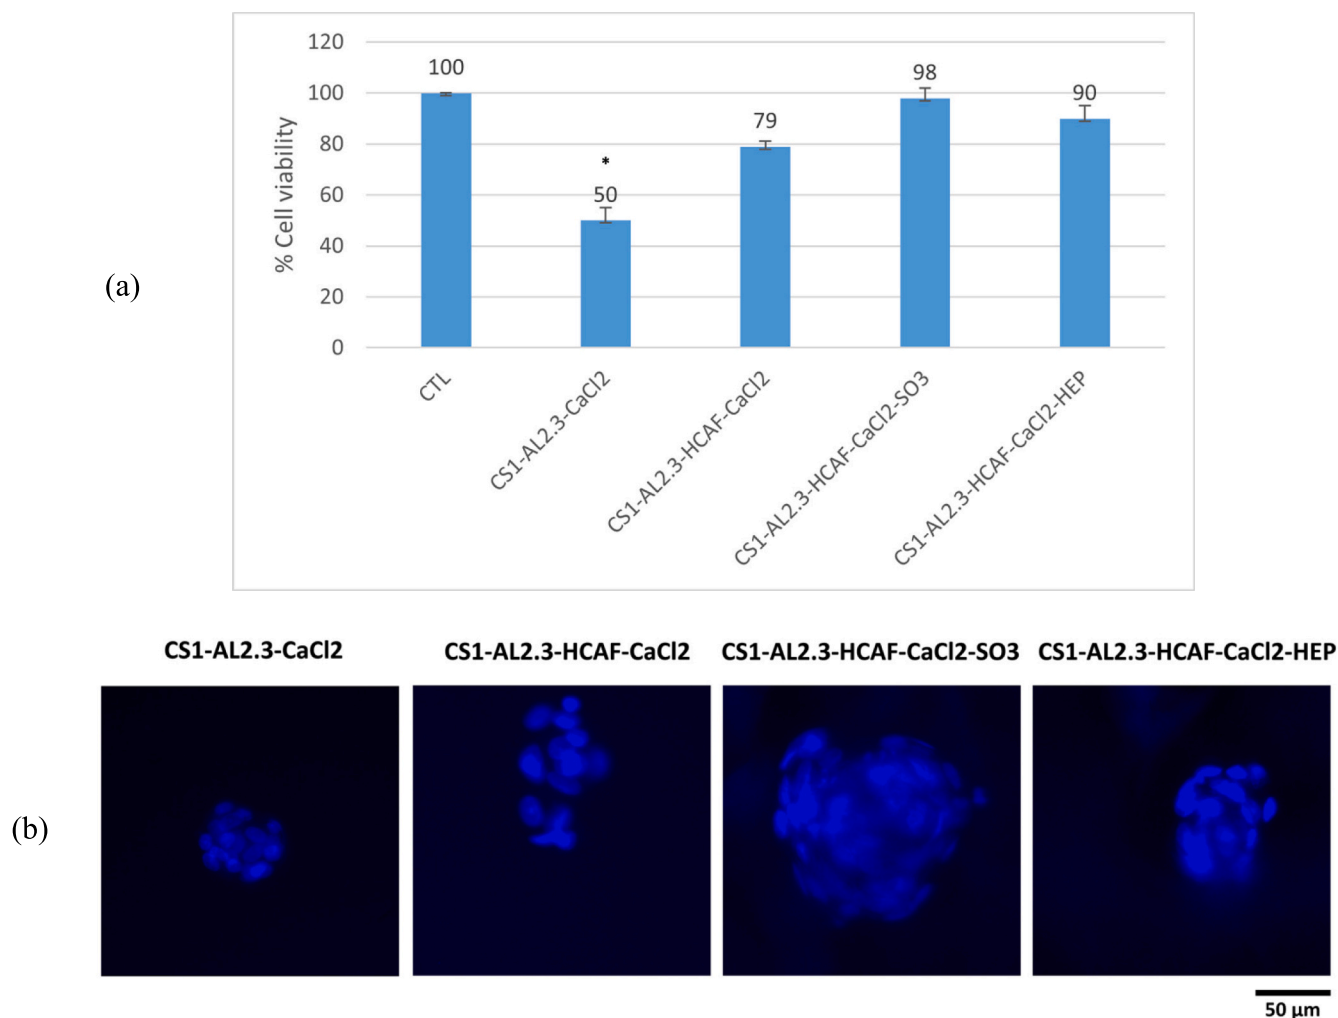 120
100
80
60
40
20
0
% Cell viability
100
*
50
79
98
90
CTL
CS1-AL2.3-CaCl2
CS1-AL2.3-HCAF-CaCl2
CS1-AL2.3-HCAF-CaCl2-SO3
CS1-AL2.3-HCAF-CaCl2-HEP
(a)
CS1-AL2.3-CaCl2
CS1-AL2.3-HCAF-CaCl2
CS1-AL2.3-HCAF-CaCl2-SO3
CS1-AL2.3-HCAF-CaCl2-HEP
(b)
50 µm